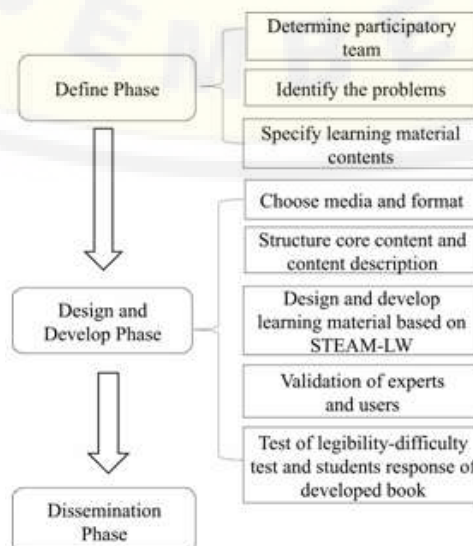 Determine participatory
team
Define Phase
Identify the problems
Specify learning material
contents
Choose media and format
Structure core content and
content description
Design and
Develop Phase
Design and develop
learning material based on
STEAM-LW
Validation of experts
and users
Test of legibility-difficulty
test and students response of
developed book
Dissemination
Phase